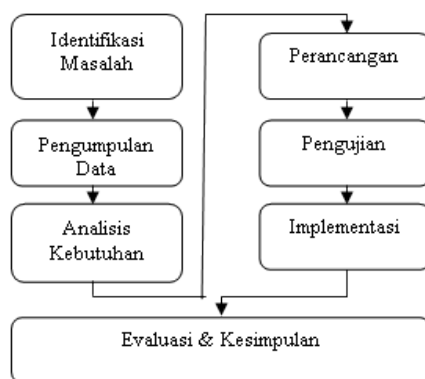 Identifikasi
Masalah
Pengumpulan
Data
Analisis
Kebutuhan
Perancangan
Pengujian
Implementasi
Evaluasi & Kesimpulan